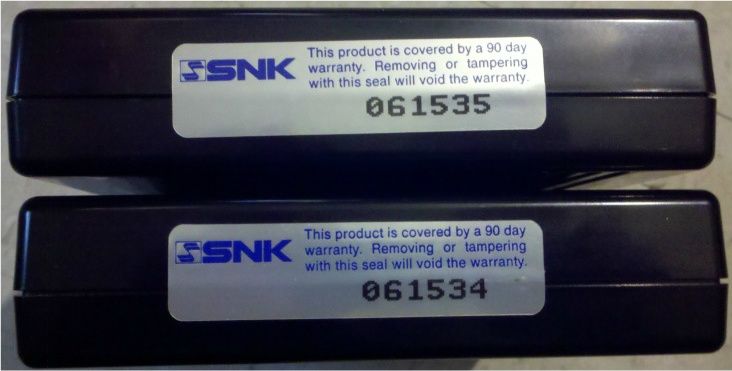 SNK
This product is covered by a 90 day
warranty. Removing or tampering
with this seal will void the warranty.
061535
SNK
This product is covered by a 90 day
warranty. Removing or tampering
with this seal will void the warranty.
061534